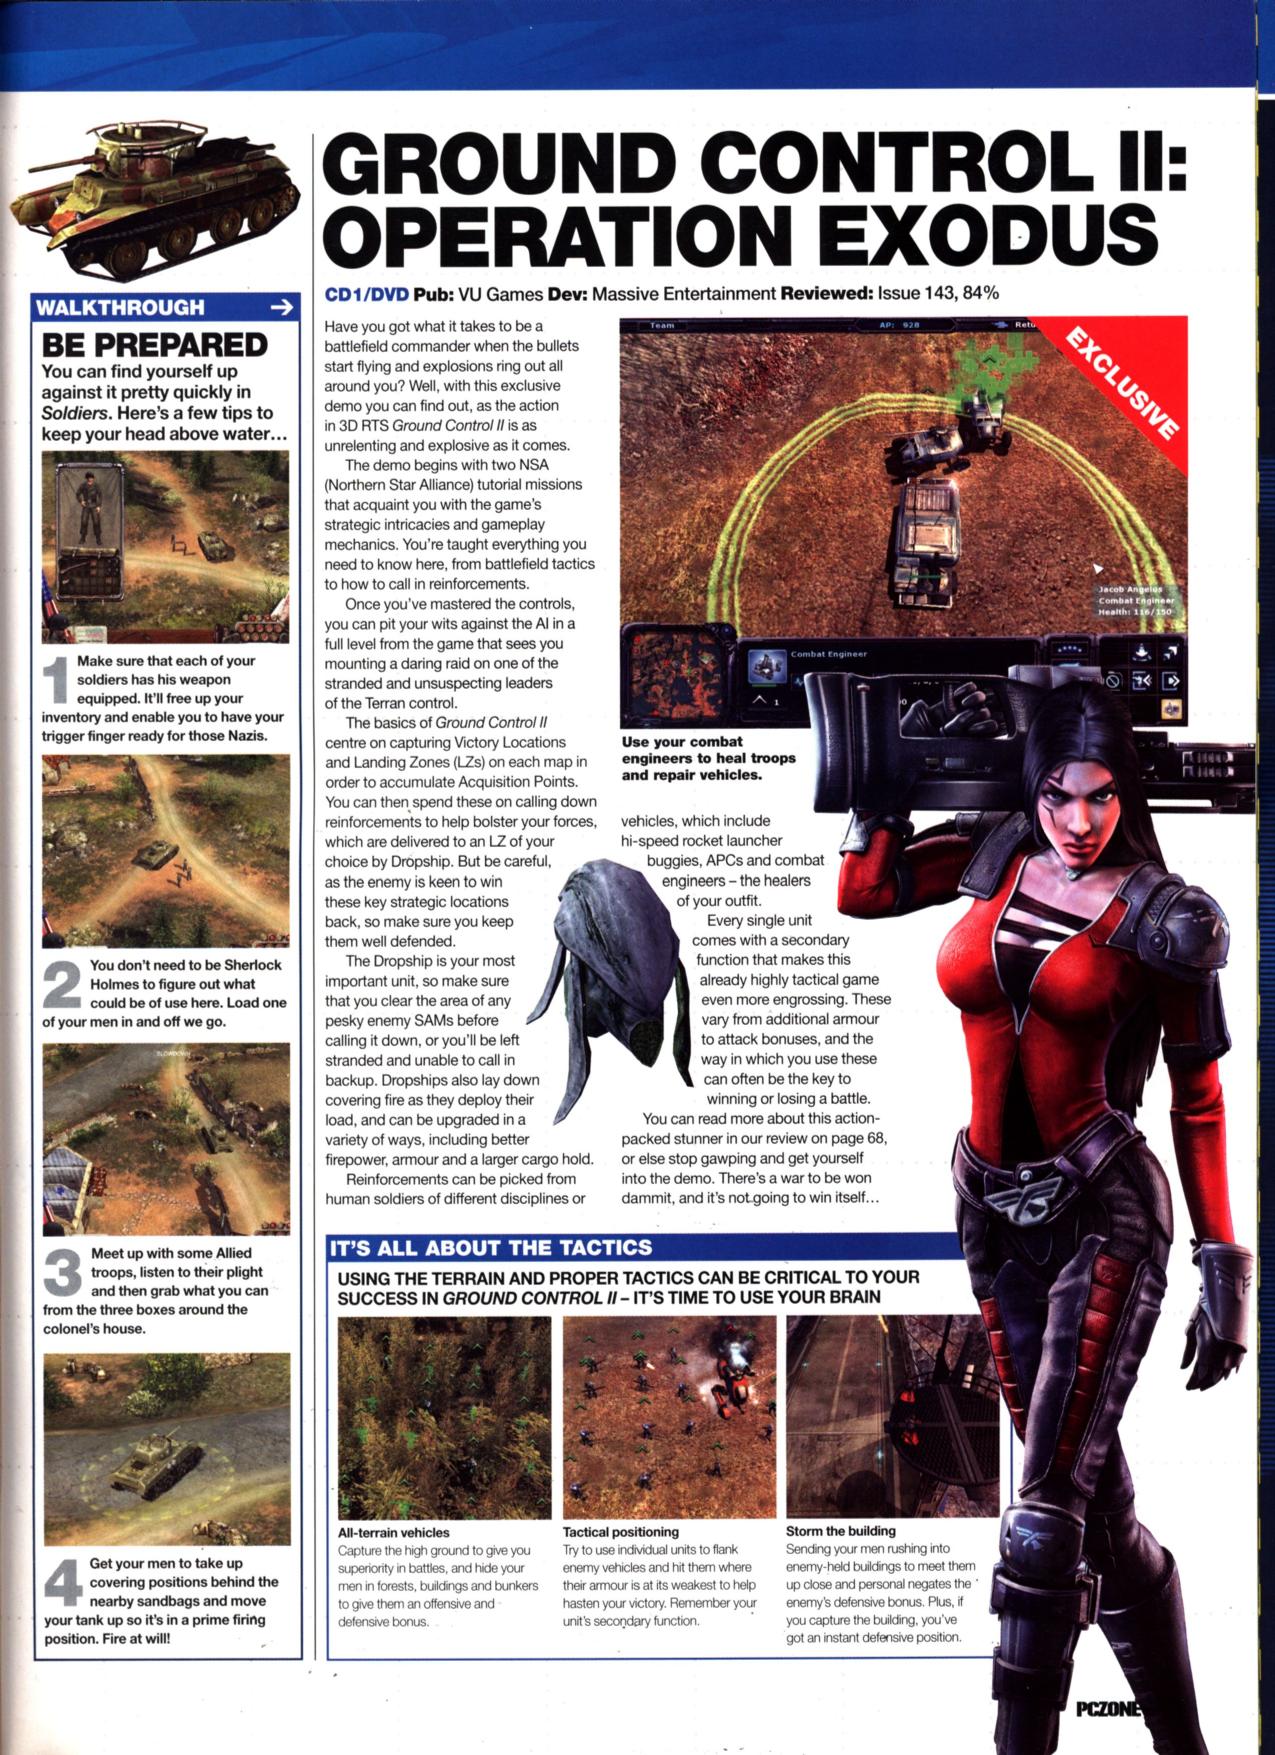 GROUND CONTROL II:
OPERATION EXODUS
CD1/DVD Pub: VU Games Dev: Massive Entertainment Reviewed: Issue 143, 84%
WALKTHROUGH
BE PREPARED
You can find yourself up
against it pretty quickly in
Soldiers. Here's a few tips to
keep your head above water...
1 Make sure that each of your
soldiers has his weapon
equipped. It'll free up your
inventory and enable you to have your
trigger finger ready for those Nazis.
2 You don't need to be Sherlock
Holmes to figure out what
could be of use here. Load one
of your men in and off we go.
SLOWDOWN
3 Meet up with some Allied
troops, listen to their plight
and then grab what you can
from the three boxes around the
colonel's house.
4 Get your men to take up
covering positions behind the
nearby sandbags and move
your tank up so it's in a prime firing
position. Fire at will!
Have you got what it takes to be a
battlefield commander when the bullets
start flying and explosions ring out all
around you? Well, with this exclusive
demo you can find out, as the action
in 3D RTS Ground Control II is as
unrelenting and explosive as it comes.
The demo begins with two NSA
(Northern Star Alliance) tutorial missions
that acquaint you with the game's
strategic intricacies and gameplay
mechanics. You're taught everything you
need to know here, from battlefield tactics
to how to call in reinforcements.
Once you've mastered the controls,
you can pit your wits against the AI in a
full level from the game that sees you
mounting a daring raid on one of the
stranded and unsuspecting leaders
of the Terran control.
The basics of Ground Control II
centre on capturing Victory Locations
and Landing Zones (LZs) on each map in
order to accumulate Acquisition Points.
You can then spend these on calling down
reinforcements to help bolster your forces,
which are delivered to an LZ of your
choice by Dropship. But be careful,
as the enemy is keen to win
these key strategic locations
back, so make sure you keep
them well defended.
The Dropship is your most
important unit, so make sure
that you clear the area of any
pesky enemy SAMs before
calling it down, or you'll be left
stranded and unable to call in
backup. Dropships also lay down
covering fire as they deploy their
load, and can be upgraded in a
variety of ways, including better
firepower, armour and a larger cargo hold.
Reinforcements can be picked from
human soldiers of different disciplines or
Team
AP: 928
Retu
EXCLUSIVE
Jacob Angelus
Combat Engineer
Health: 116/150
Combat Engineer
1
Use your combat
engineers to heal troops
and repair vehicles.
vehicles, which include
hi-speed rocket launcher
buggies, APCs and combat
engineers – the healers
of your outfit.
Every single unit
comes with a secondary
function that makes this
already highly tactical game
even more engrossing. These
vary from additional armour
to attack bonuses, and the
way in which you use these
can often be the key to
winning or losing a battle.
You can read more about this action-
packed stunner in our review on page 68,
or else stop gawping and get yourself
into the demo. There's a war to be won
dammit, and it's not going to win itself...
IT'S ALL ABOUT THE TACTICS
USING THE TERRAIN AND PROPER TACTICS CAN BE CRITICAL TO YOUR
SUCCESS IN GROUND CONTROL II – IT'S TIME TO USE YOUR BRAIN
All-terrain vehicles
Capture the high ground to give you
superiority in battles, and hide your
men in forests, buildings and bunkers
to give them an offensive and
defensive bonus.
Tactical positioning
Try to use individual units to flank
enemy vehicles and hit them where
their armour is at its weakest to help
hasten your victory. Remember your
unit's secondary function.
Storm the building
Sending your men rushing into
enemy-held buildings to meet them
up close and personal negates the
enemy's defensive bonus. Plus, if
you capture the building, you've
got an instant defensive position.
PCZONE